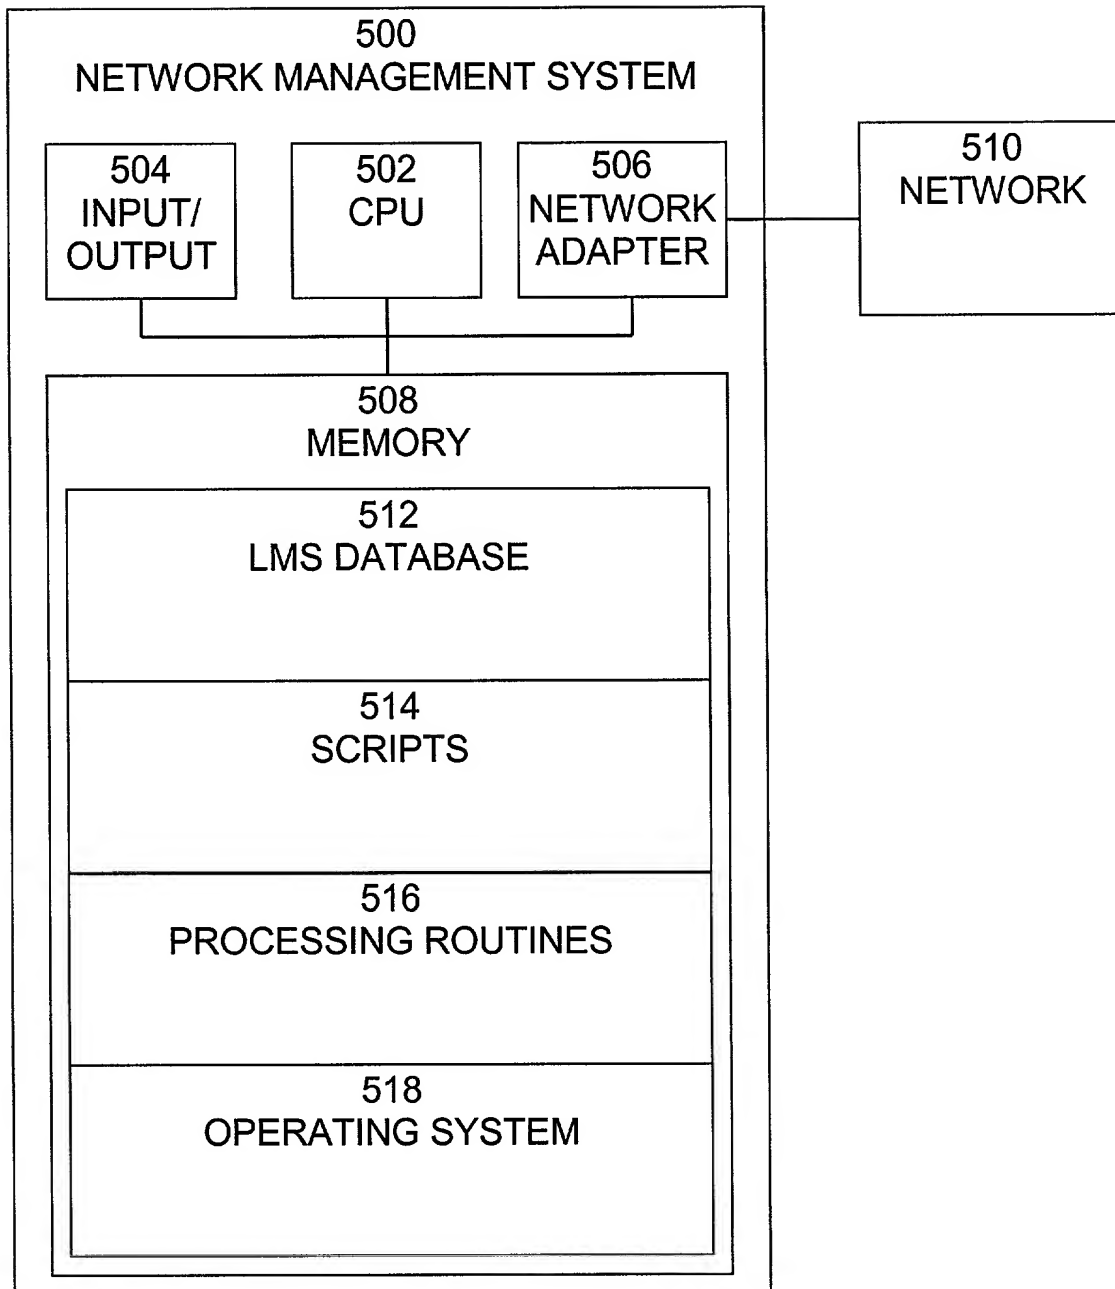 500
NETWORK MANAGEMENT SYSTEM
504
INPUT/
OUTPUT
502
CPU
506
NETWORK
ADAPTER
510
NETWORK
508
MEMORY
512
LMS DATABASE
514
SCRIPTS
516
PROCESSING ROUTINES
518
OPERATING SYSTEM